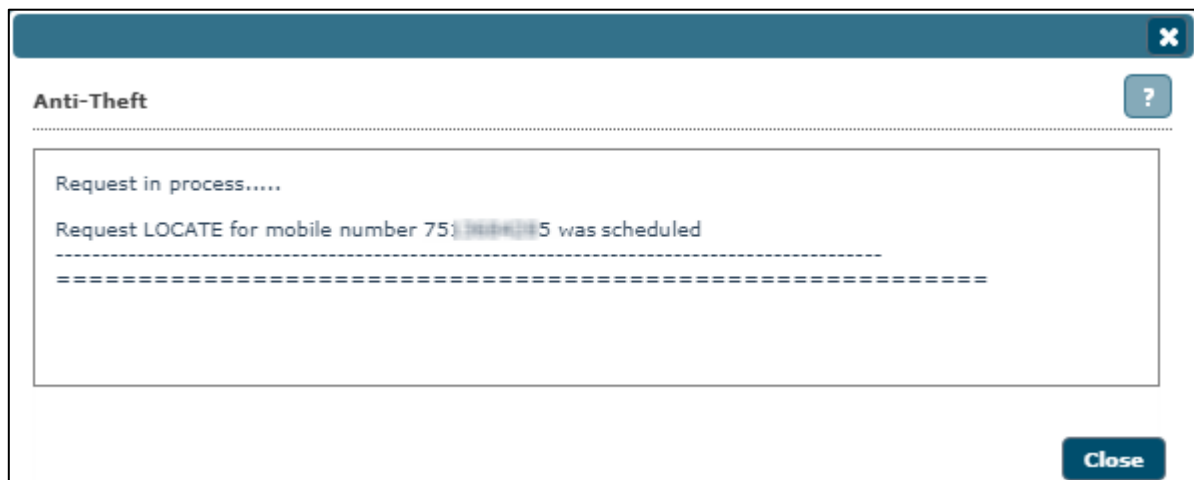 Anti-Theft
?
Request in process.....
Request LOCATE for mobile number 75 5 was scheduled
------------------------------------------------------------------------------------------
=========================================================
Close